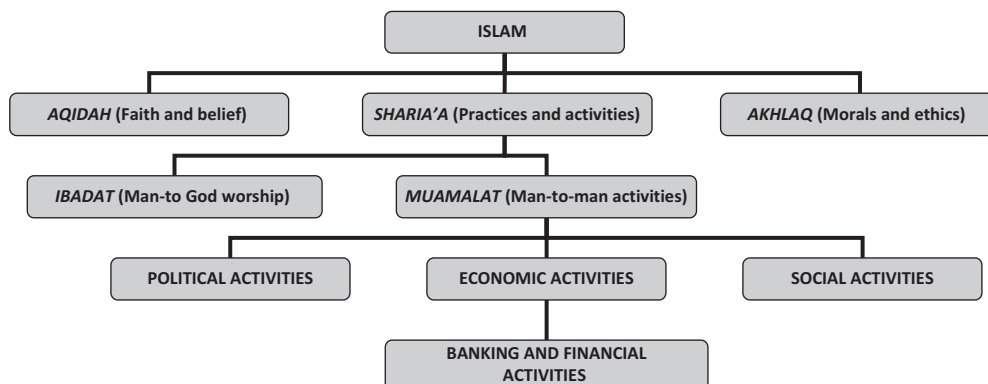 ISLAM
AQIDAH (Faith and belief)
SHARIA'A (Practices and activities)
AKHLAQ (Morals and ethics)
IBADAT (Man-to God worship)
MUAMALAT (Man-to-man activities)
POLITICAL ACTIVITIES
ECONOMIC ACTIVITIES
SOCIAL ACTIVITIES
BANKING AND FINANCIAL
ACTIVITIES